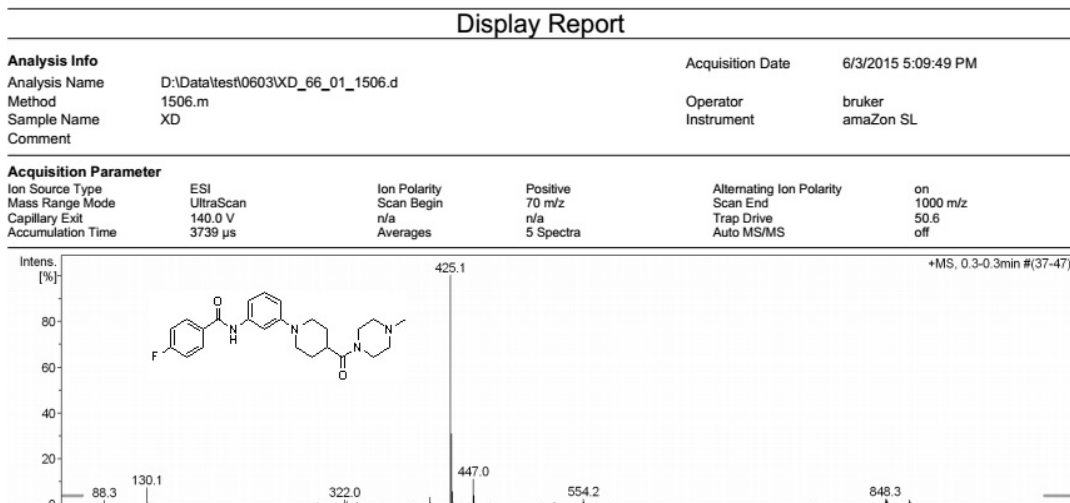 Display Report
Analysis Info
Acquisition Date 6/3/2015 5:09:49 PM
Analysis Name D:\Data\test\0603\XD_66_01_1506.d
Method 1506.m
Operator bruker
Sample Name XD
Instrument amaZon SL
Comment
Acquisition Parameter
Ion Source Type ESI Ion Polarity Positive Alternating Ion Polarity on
Mass Range Mode UltraScan Scan Begin 70 m/z Scan End 1000 m/z
Capillary Exit 140.0 V n/a n/a Trap Drive 50.6
Accumulation Time 3739 µs Averages 5 Spectra Auto MS/MS off
Intens.
[%]
+MS, 0.3-0.3min #(37-47)
425.1
80
60
40
20
0
O
N
H
F
N
N
N
O
88.3
130.1
322.0
447.0
554.2
848.3